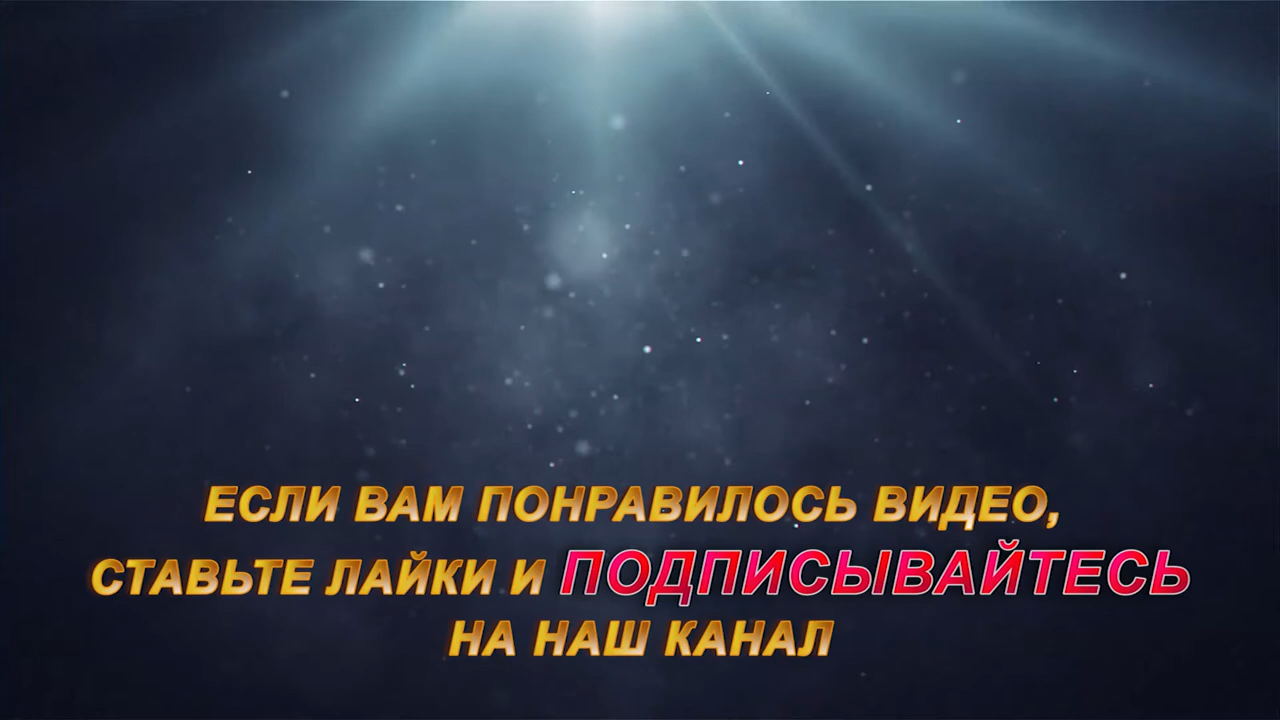 ЕСЛИ ВАМ ПОНРАВИЛОСЬ ВИДЕО,
СТАВЬТЕ ЛАЙКИ И ПОДПИСЫВАЙТЕСЬ
НА НАШ КАНАЛ